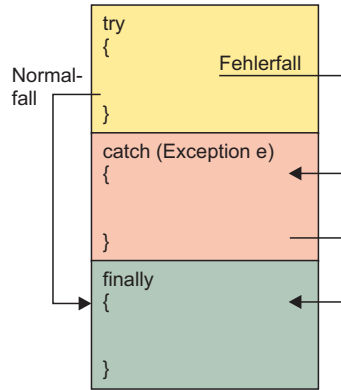 try
{
Fehlerfall
Normal-
fall
}
catch (Exception e)
{
}
finally
{
}